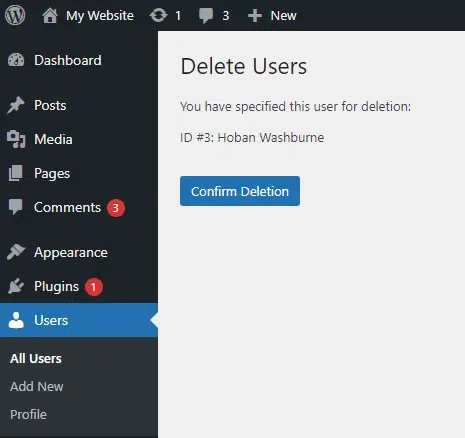 My Website 1 3 New
Dashboard
Posts
Media
Pages
Comments 3
Appearance
Plugins 1
Users
All Users
Add New
Profile
Delete Users
You have specified this user for deletion:
ID #3: Hoban Washburne
Confirm Deletion